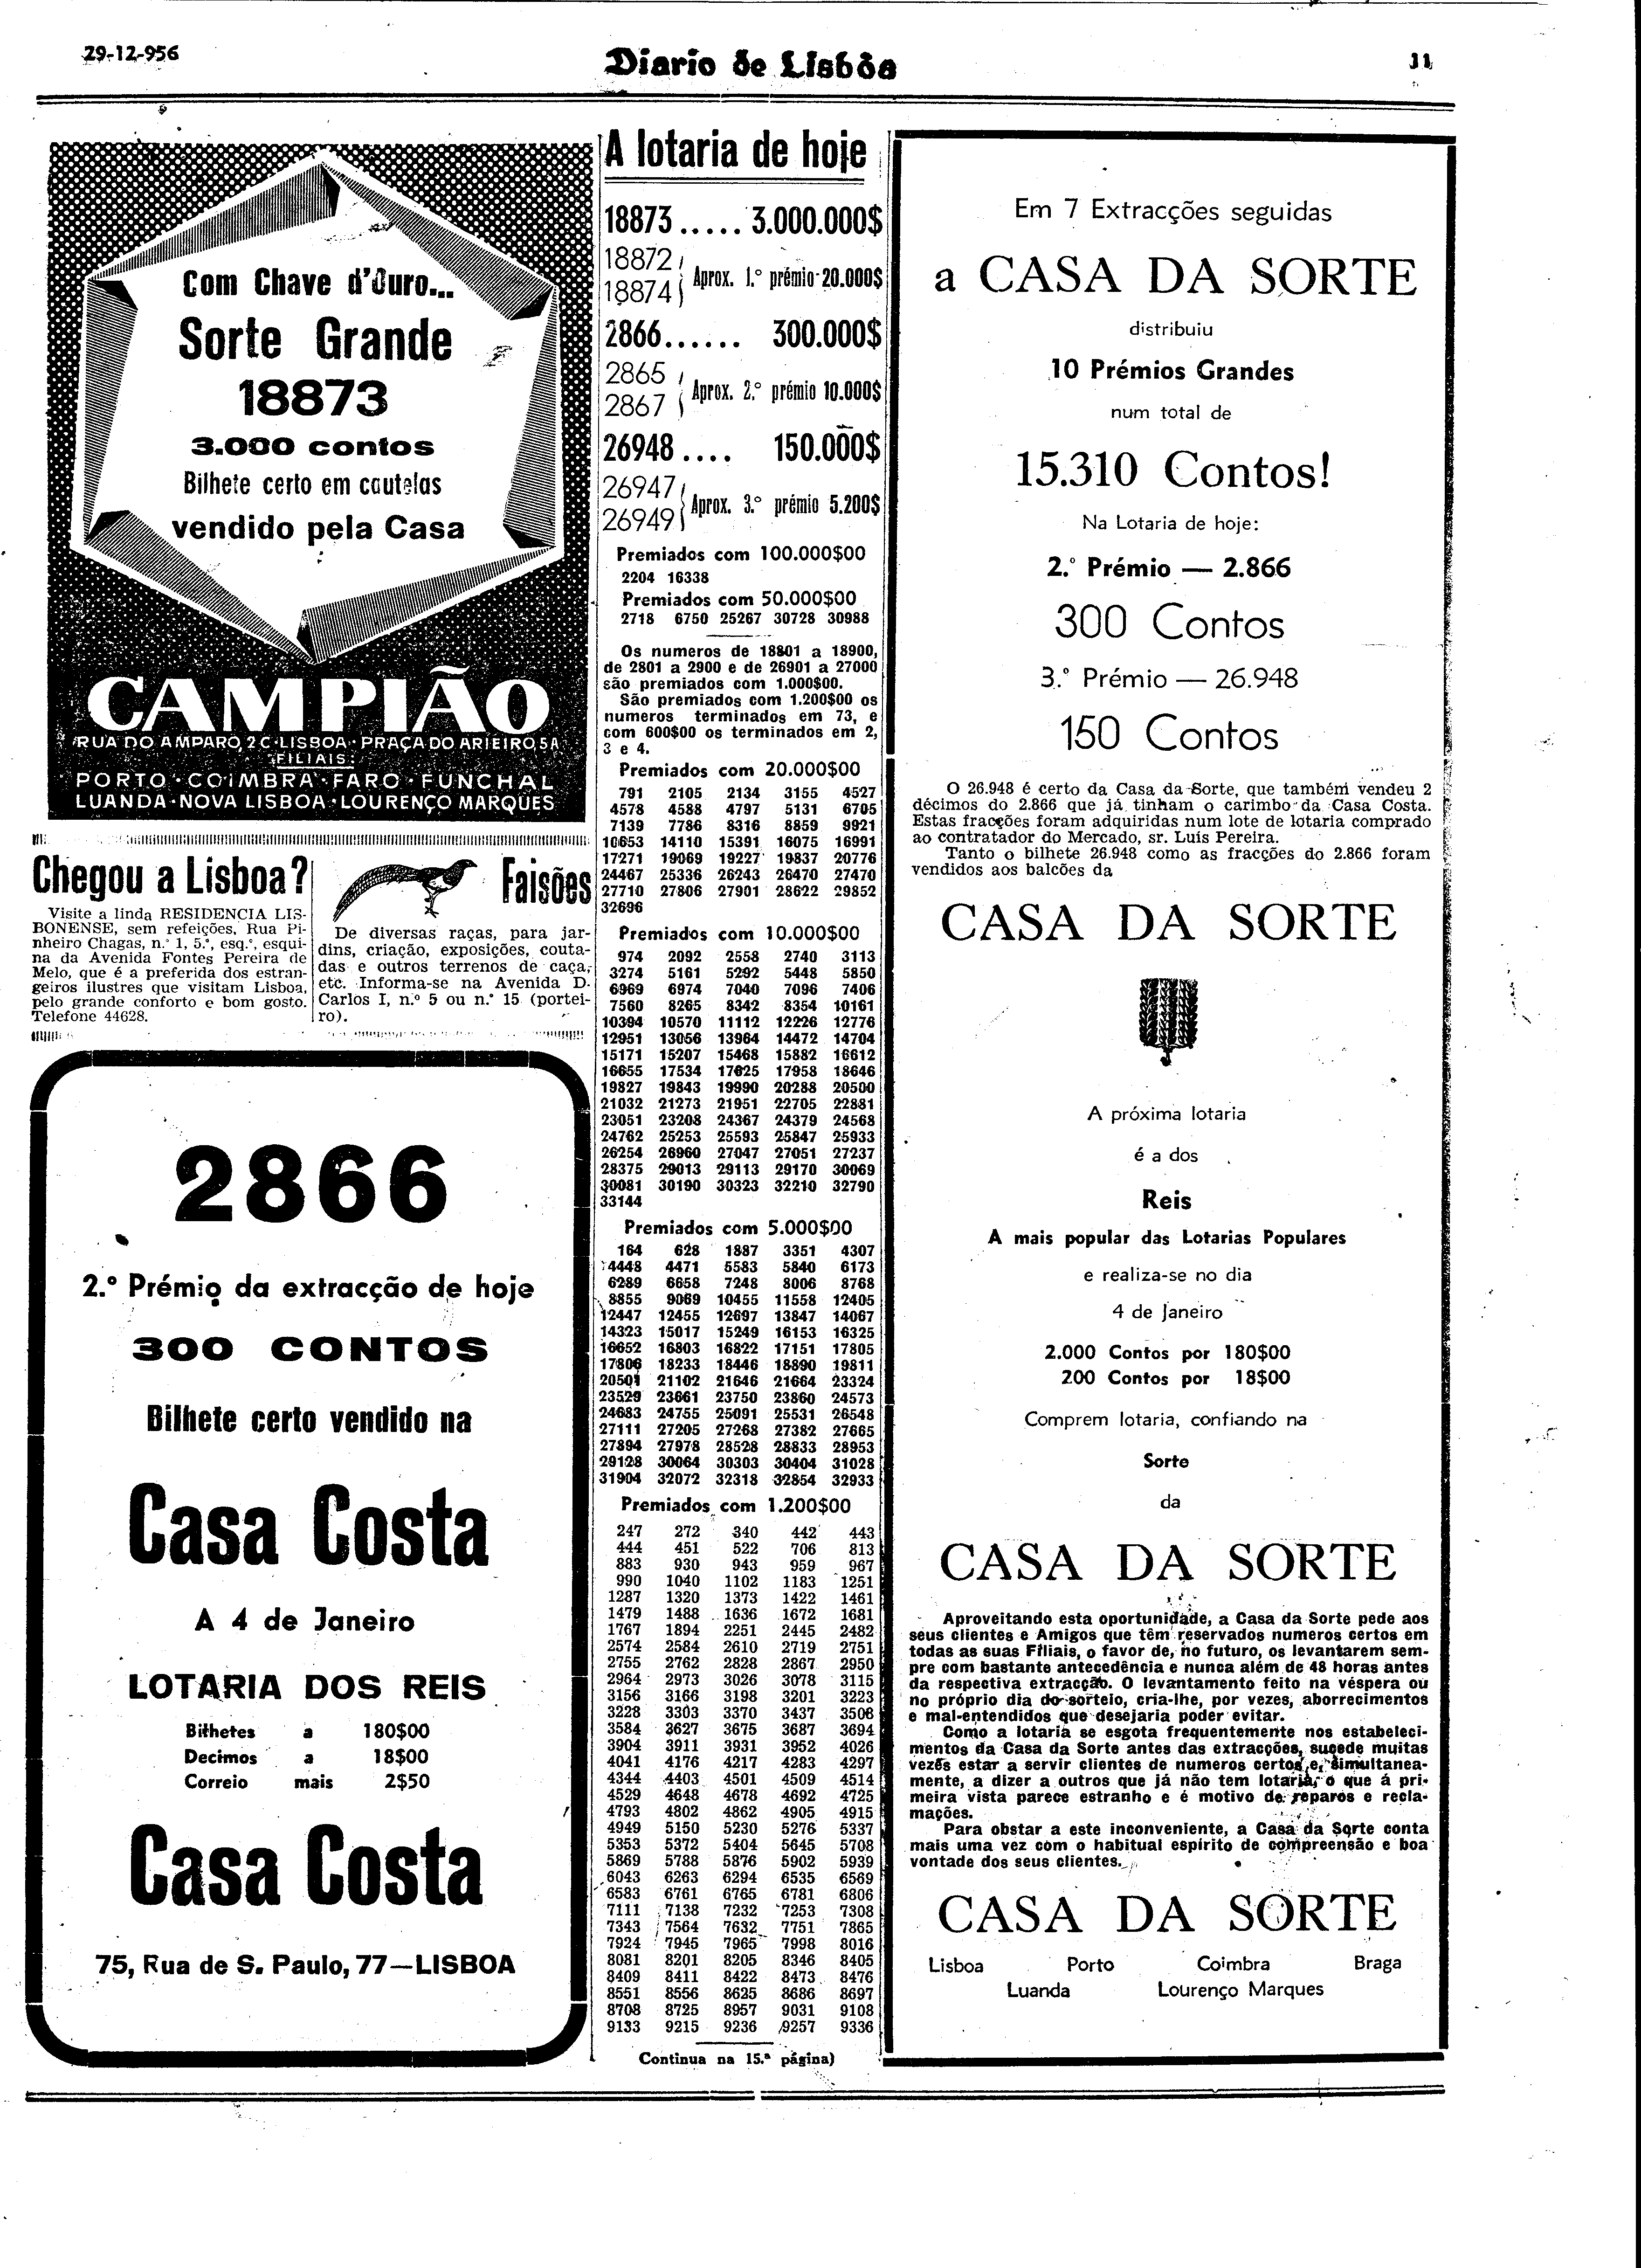 29-12-956
Diario de Lisbôa
11
Com Chave d'Ouro...
Sorte Grande
18873
3.000 contos
Bilhete certo em cautelas
vendido pela Casa
CAMPIÃO
RUA DO AMPARO, 2 C · LISBOA · PRAÇA DO ARIEIRO, 5A
FILIAIS:
PORTO · COIMBRA · FARO · FUNCHAL
LUANDA · NOVA LISBOA · LOURENÇO MARQUES
Chegou a Lisboa?
Visite a linda RESIDENCIA LIS-
BONENSE, sem refeições, Rua Pi-
nheiro Chagas, n.º 1, 5.º, esq.º, esqui-
na da Avenida Fontes Pereira de
Melo, que é a preferida dos estran-
geiros ilustres que visitam Lisboa,
pelo grande conforto e bom gosto.
Telefone 44628.
Faisões
De diversas raças, para jar-
dins, criação, exposições, couta-
das e outros terrenos de caça,
etc. Informa-se na Avenida D.
Carlos I, n.º 5 ou n.º 15 (portei-
ro).
2866
2.º Prémio da extracção de hoje
300 CONTOS
Bilhete certo vendido na
Casa Costa
A 4 de Janeiro
LOTARIA DOS REIS
Bilhetes a 180$00
Decimos a 18$00
Correio mais 2$50
Casa Costa
75, Rua de S. Paulo, 77—LISBOA
A lotaria de hoje
18873 ..... 3.000.000$
18872
18874 Aprox. 1.º prémio 20.000$
2866...... 300.000$
2865
2867 Aprox. 2.º prémio 10.000$
26948 .... 150.000$
26947
26949 Aprox. 3.º prémio 5.200$
Premiados com 100.000$00
2204 16338
Premiados com 50.000$00
2718 6750 25267 30728 30988
Os numeros de 18801 a 18900,
de 2801 a 2900 e de 26901 a 27000
são premiados com 1.000$00.
São premiados com 1.200$00 os
numeros terminados em 73, e
com 600$00 os terminados em 2,
3 e 4.
Premiados com 20.000$00
791 2105 2134 3155 4527
4578 4588 4797 5131 6705
7139 7786 8316 8859 9921
10653 14110 15391 16075 16991
17271 19069 19227 19837 20776
24467 25336 26243 26470 27470
27710 27806 27901 28622 29852
32696
Premiados com 10.000$00
974 2092 2558 2740 3113
3274 5161 5292 5448 5850
6969 6974 7040 7096 7406
7560 8265 8342 8354 10161
10394 10570 11112 12226 12776
12951 13056 13964 14472 14704
15171 15207 15468 15882 16612
16655 17534 17625 17958 18646
19827 19843 19990 20288 20500
21032 21273 21951 22705 22881
23051 23208 24367 24379 24568
24762 25253 25593 25847 25933
26254 26960 27047 27051 27237
28375 29013 29113 29170 30069
30081 30190 30323 32210 32790
33144
Premiados com 5.000$00
164 628 1887 3351 4307
4448 4471 5583 5840 6173
6289 6658 7248 8006 8768
8855 9069 10455 11558 12405
12447 12455 12697 13847 14067
14323 15017 15249 16153 16325
16652 16803 16822 17151 17805
17806 18233 18446 18890 19811
20501 21102 21646 21664 23324
23529 23661 23750 23860 24573
24683 24755 25091 25531 26548
27111 27205 27268 27382 27665
27894 27978 28528 28833 28953
29128 30064 30303 30404 31028
31904 32072 32318 32854 32933
Premiados com 1.200$00
247 272 340 442 443
444 451 522 706 813
883 930 943 959 967
990 1040 1102 1183 1251
1287 1320 1373 1422 1461
1479 1488 1636 1672 1681
1767 1894 2251 2445 2482
2574 2584 2610 2719 2751
2755 2762 2828 2867 2950
2964 2973 3026 3078 3115
3156 3166 3198 3201 3223
3228 3303 3370 3437 3506
3584 3627 3675 3687 3694
3904 3911 3931 3952 4026
4041 4176 4217 4283 4297
4344 4403 4501 4509 4514
4529 4648 4678 4692 4725
4793 4802 4862 4905 4915
4949 5150 5230 5276 5337
5353 5372 5404 5645 5708
5869 5788 5876 5902 5939
6043 6263 6294 6535 6569
6583 6761 6765 6781 6806
7111 7138 7232 7253 7308
7343 7564 7632 7751 7865
7924 7945 7965 7998 8016
8081 8201 8205 8346 8405
8409 8411 8422 8473 8476
8551 8556 8625 8686 8697
8708 8725 8957 9031 9108
9133 9215 9236 9257 9336
Continua na 15.ª página)
Em 7 Extracções seguidas
a CASA DA SORTE
distribuiu
10 Prémios Grandes
num total de
15.310 Contos!
Na Lotaria de hoje:
2.º Prémio — 2.866
300 Contos
3.º Prémio — 26.948
150 Contos
O 26.948 é certo da Casa da Sorte, que também vendeu 2
décimos do 2.866 que já tinham o carimbo da Casa Costa.
Estas fracções foram adquiridas num lote de lotaria comprado
ao contratador do Mercado, sr. Luís Pereira.
Tanto o bilhete 26.948 como as fracções do 2.866 foram
vendidos aos balcões da
CASA DA SORTE
A próxima lotaria
é a dos
Reis
A mais popular das Lotarias Populares
e realiza-se no dia
4 de Janeiro
2.000 Contos por 180$00
200 Contos por 18$00
Comprem lotaria, confiando na
Sorte
da
CASA DA SORTE
Aproveitando esta oportunidade, a Casa da Sorte pede aos
seus clientes e Amigos que têm reservados numeros certos em
todas as suas Filiais, o favor de, no futuro, os levantarem sem-
pre com bastante antecedência e nunca além de 48 horas antes
da respectiva extracção. O levantamento feito na véspera ou
no próprio dia do sorteio, cria-lhe, por vezes, aborrecimentos
e mal-entendidos que desejaria poder evitar.
Como a lotaria se esgota frequentemente nos estabeleci-
mentos da Casa da Sorte antes das extracções, sucede muitas
vezes estar a servir clientes de numeros certos e, simultanea-
mente, a dizer a outros que já não tem lotaria, o que á pri-
meira vista parece estranho e é motivo de reparos e recla-
mações.
Para obstar a este inconveniente, a Casa da Sorte conta
mais uma vez com o habitual espírito de compreensão e boa
vontade dos seus clientes.
CASA DA SORTE
Lisboa Porto Coimbra Braga
Luanda Lourenço Marques